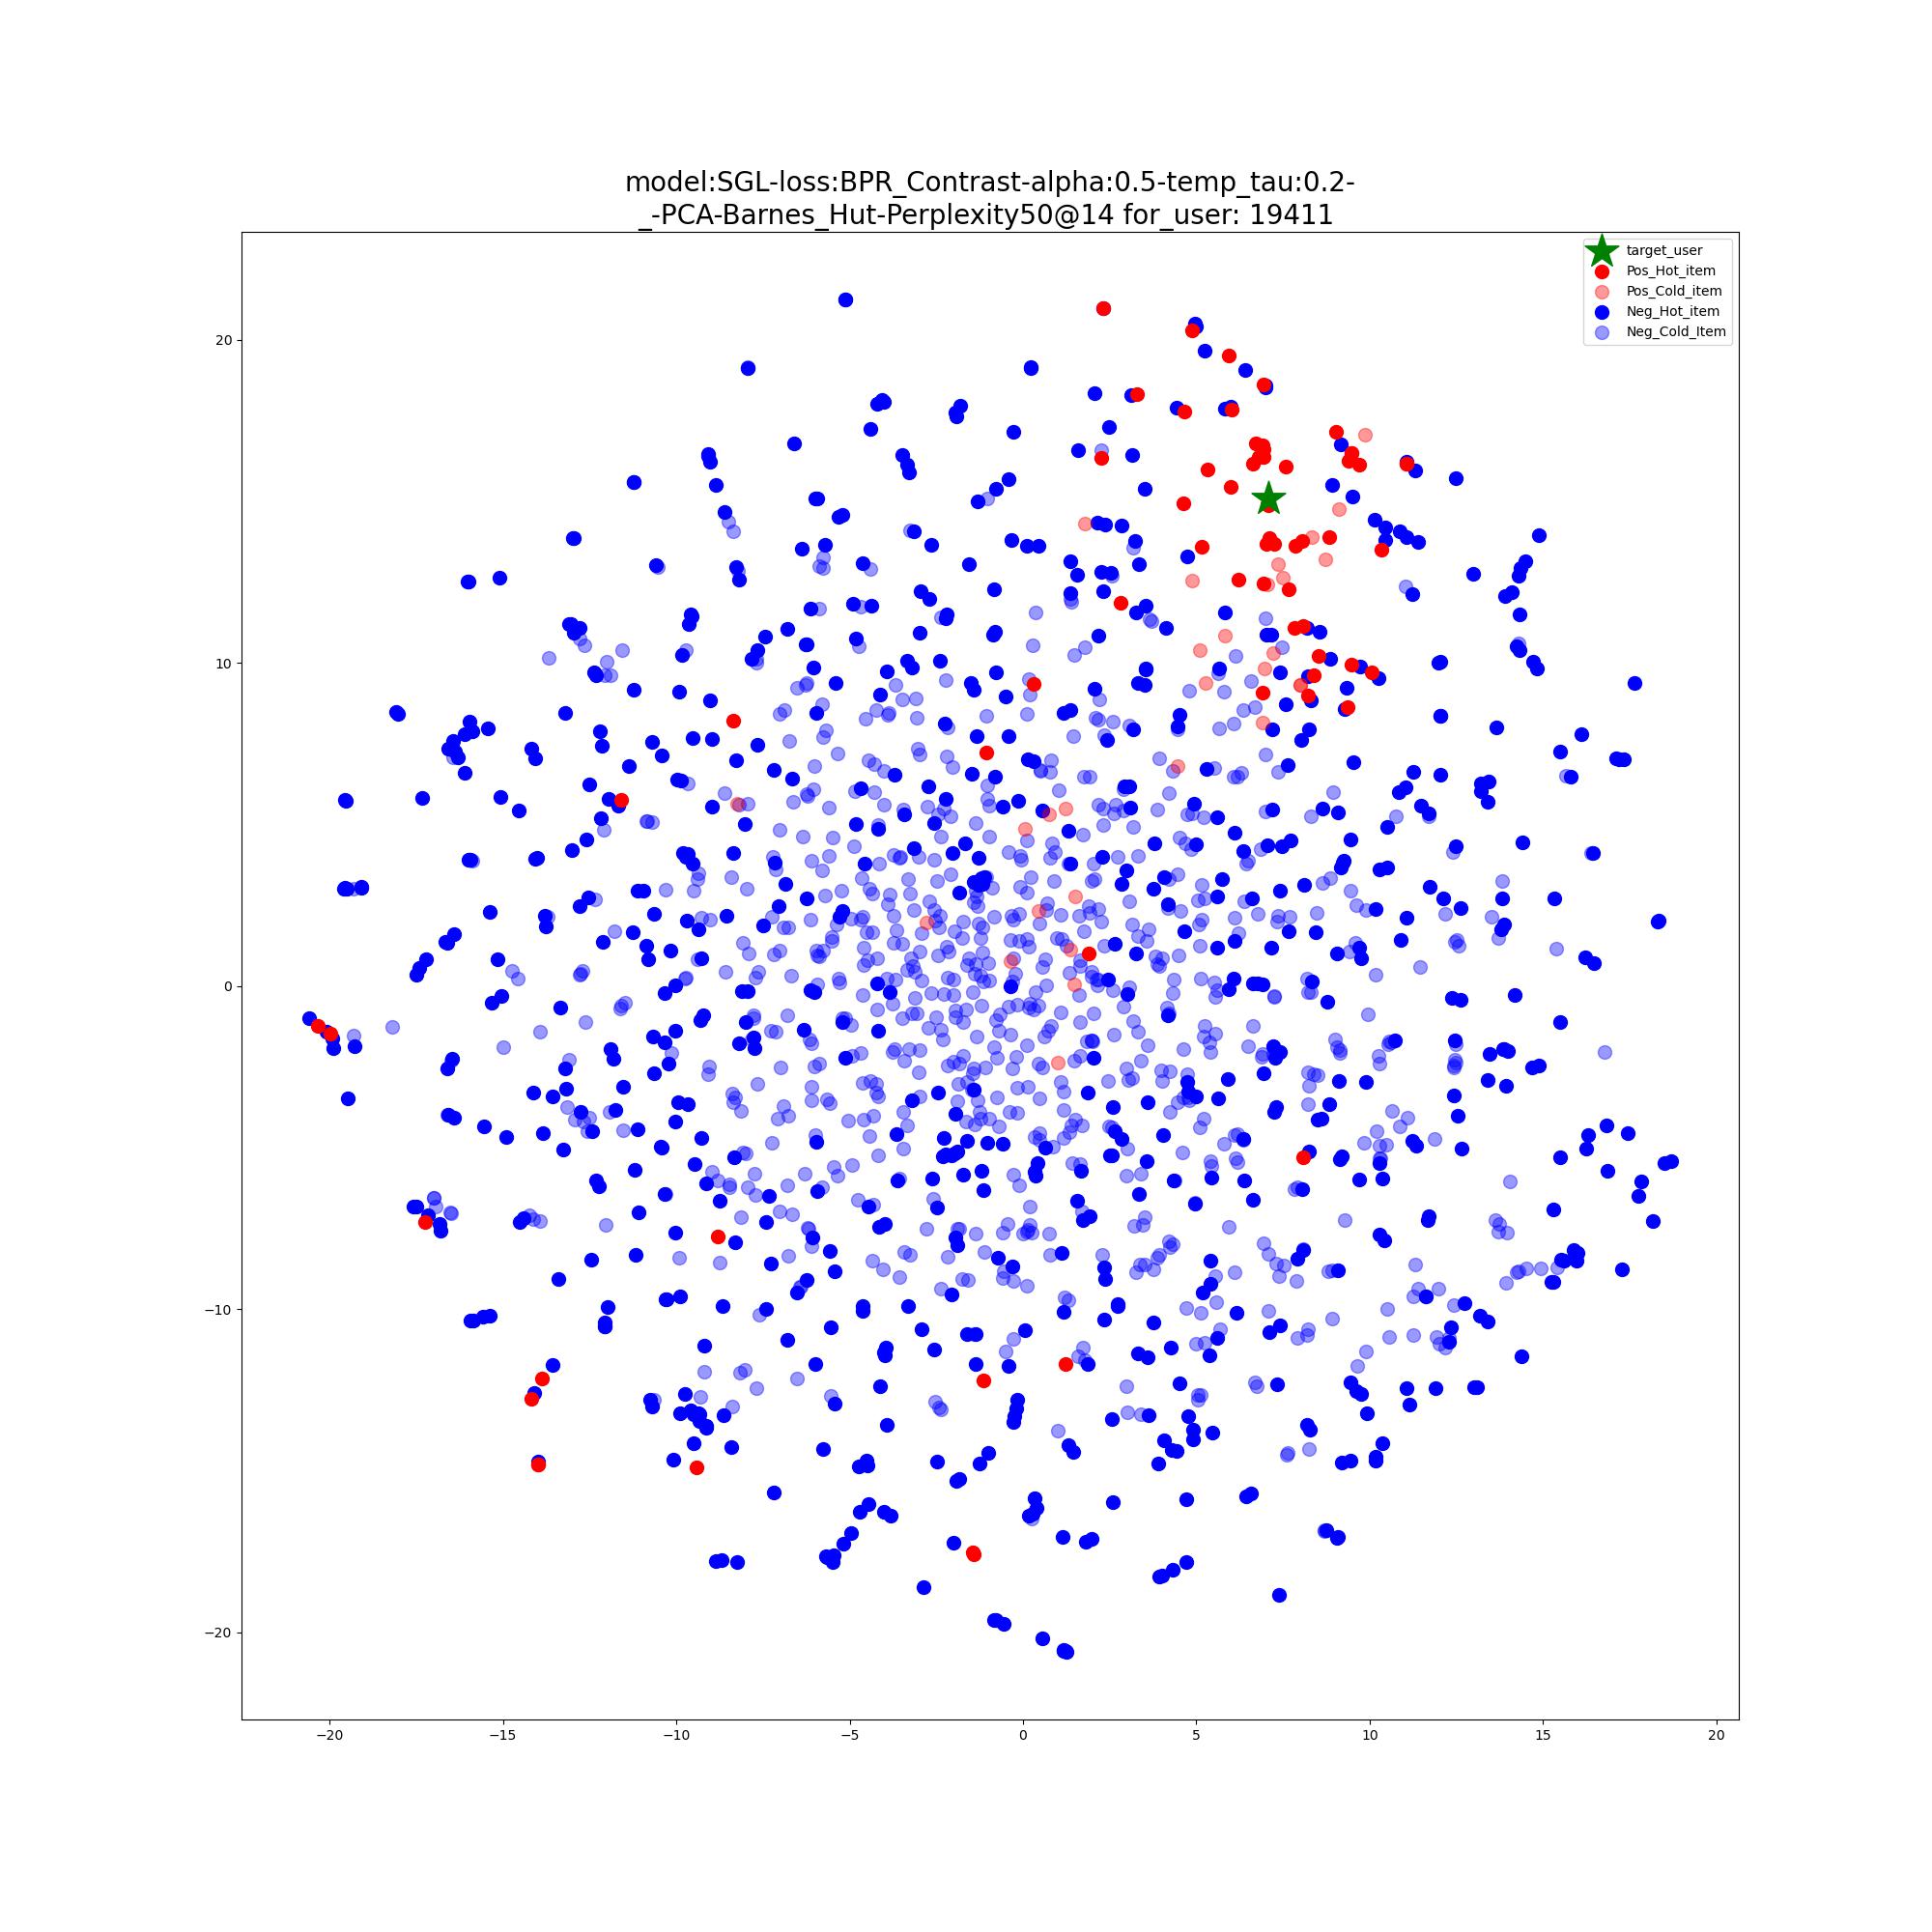 model:SGL-loss:BPR_Contrast-alpha:0.5-temp_tau:0.2-
_-PCA-Barnes_Hut-Perplexity50@14 for_user: 19411
target_user
Pos_Hot_item
Pos_Cold_item
Neg_Hot_item
Neg_Cold_Item
20
10
0
−10
−20
−20 −15 −10 −5 0 5 10 15 20